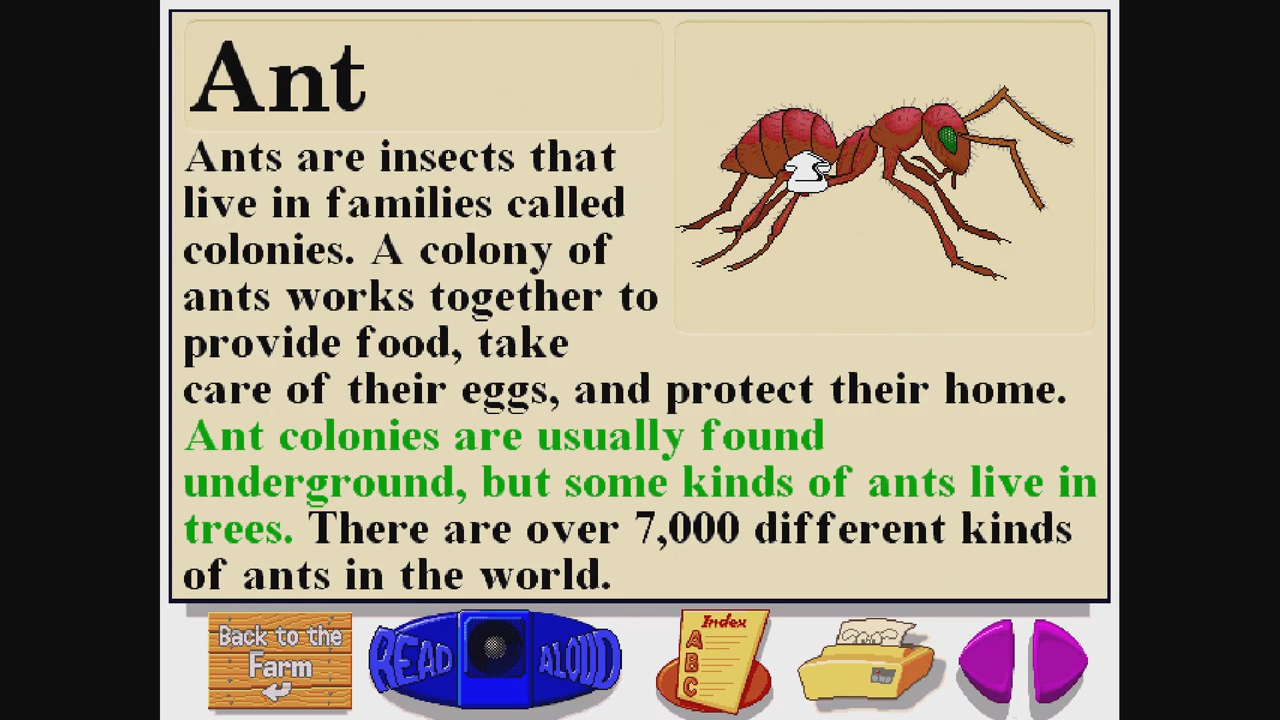 Ant
Ants are insects that
live in families called
colonies. A colony of
ants works together to
provide food, take
care of their eggs, and protect their home.
Ant colonies are usually found
underground, but some kinds of ants live in
trees. There are over 7,000 different kinds
of ants in the world.
Back to the
Farm
READ ALOUD
Index
A
B
C